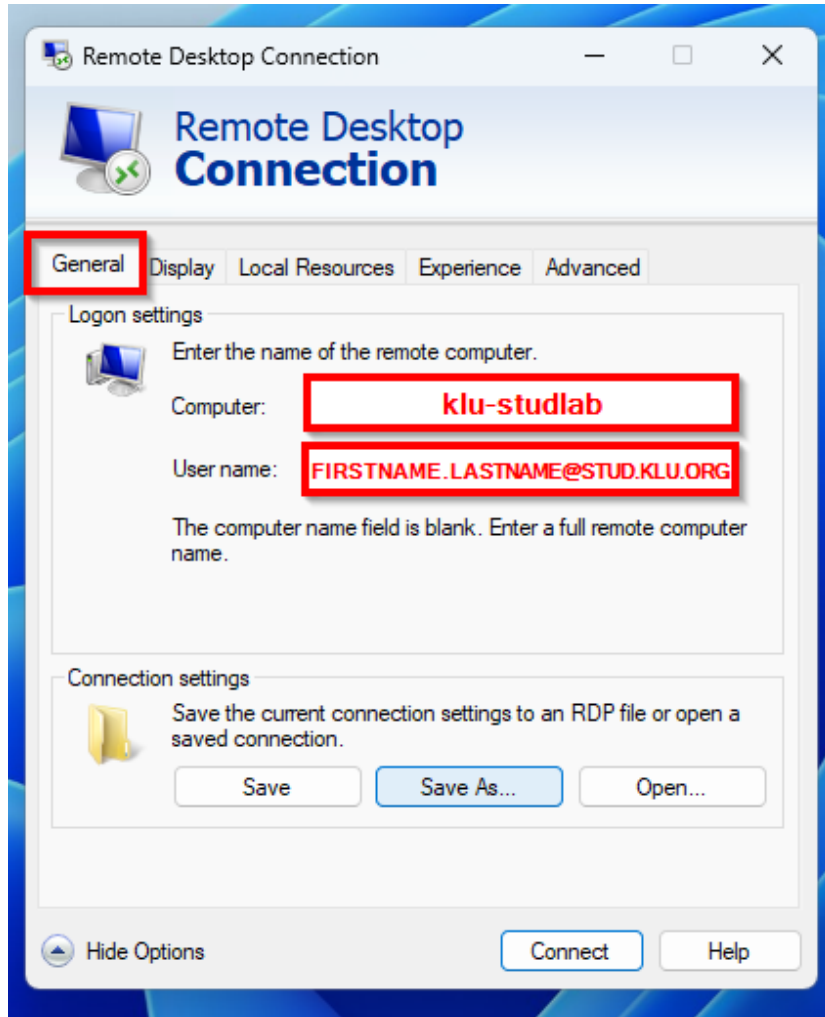 Remote Desktop Connection
Remote Desktop
Connection
General Display Local Resources Experience Advanced
Logon settings
Enter the name of the remote computer.
Computer: klu-studlab
User name: FIRSTNAME.LASTNAME@STUD.KLU.ORG
The computer name field is blank. Enter a full remote computer
name.
Connection settings
Save the current connection settings to an RDP file or open a
saved connection.
Save Save As... Open...
Hide Options Connect Help